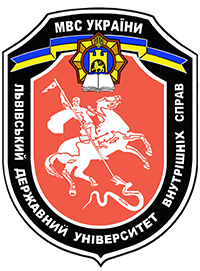 МВС УКРАЇНИ
ЛЬВІВСЬКИЙ ДЕРЖАВНИЙ УНІВЕРСИТЕТ ВНУТРІШНІХ СПРАВ